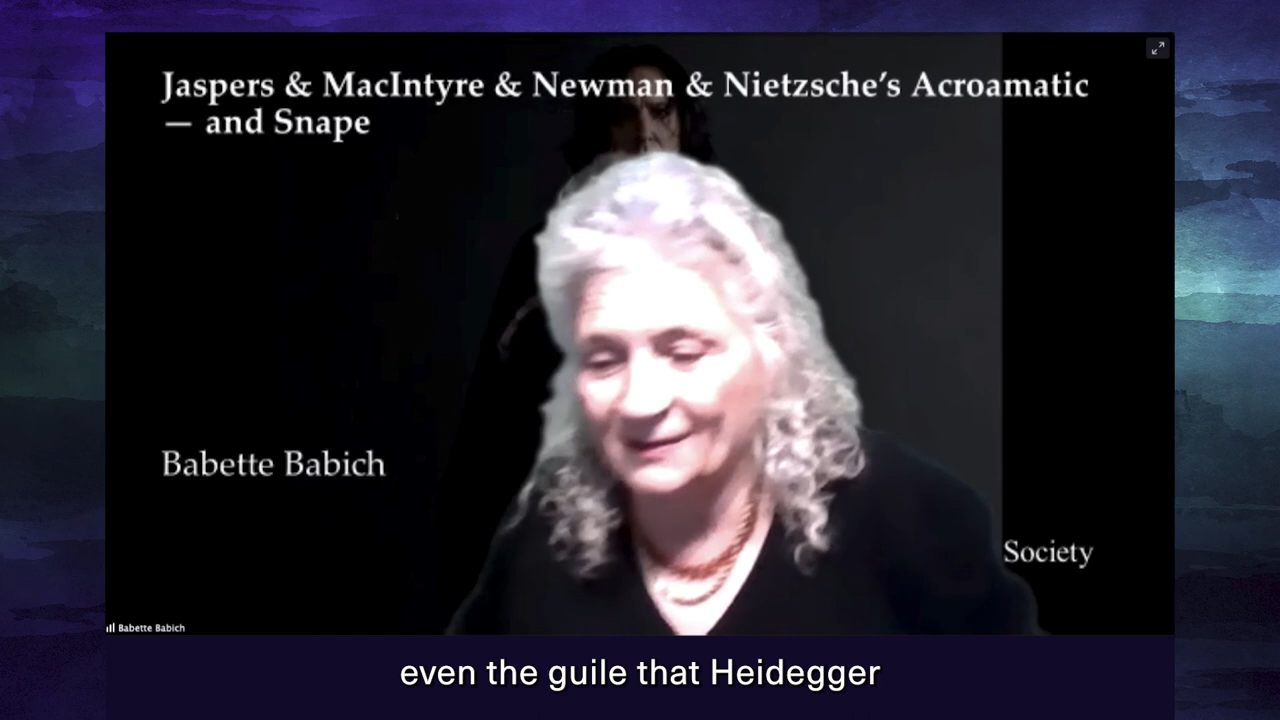 Jaspers & MacIntyre & Newman & Nietzsche’s Acroamatic
— and Snape
Babette Babich
Society
Babette Babich
even the guile that Heidegger